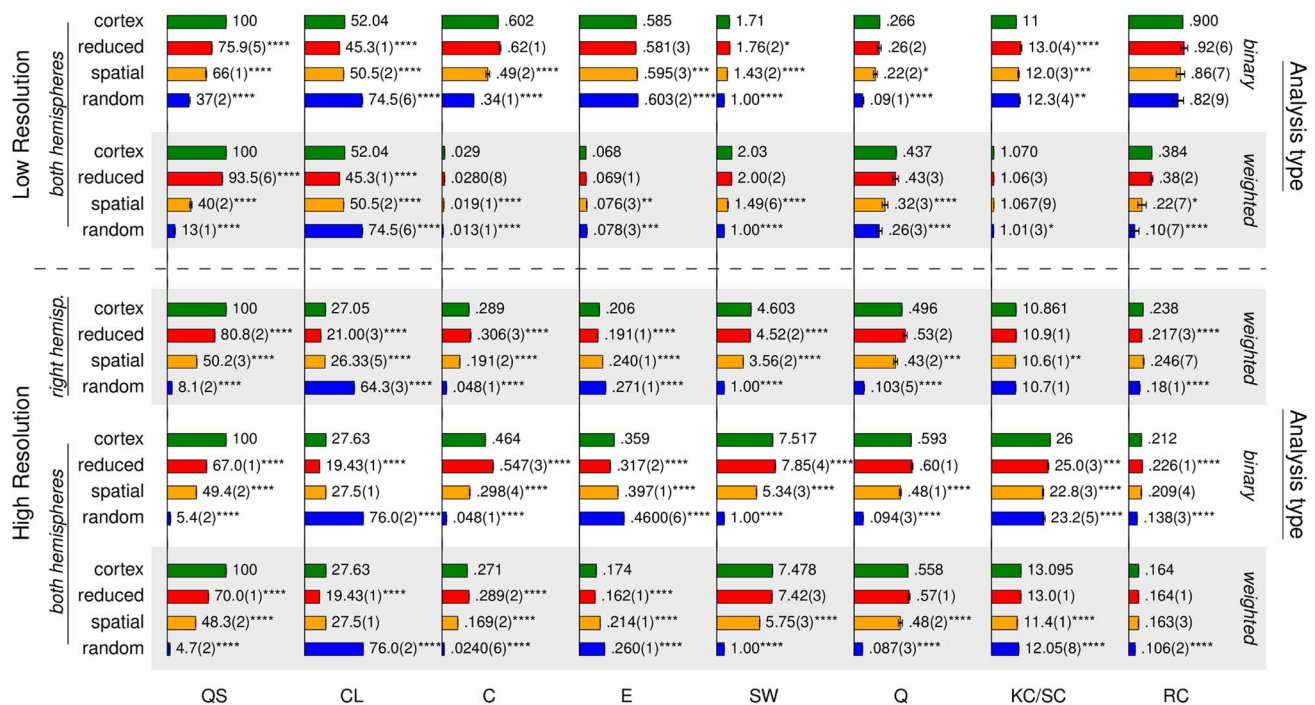 cortex 100 52.04 .602 .585 1.71 .266 11 .900
reduced 75.9(5)**** 45.3(1)**** .62(1) .581(3) 1.76(2)* .26(2) 13.0(4)**** .92(6)
spatial 66(1)**** 50.5(2)**** .49(2)**** .595(3)*** 1.43(2)**** .22(2)* 12.0(3)*** .86(7)
random 37(2)**** 74.5(6)**** .34(1)**** .603(2)**** 1.00**** .09(1)**** 12.3(4)** .82(9)
binary
Low Resolution
both hemispheres
Analysis type
cortex 100 52.04 .029 .068 2.03 .437 1.070 .384
reduced 93.5(6)**** 45.3(1)**** .0280(8) .069(1) 2.00(2) .43(3) 1.06(3) .38(2)
spatial 40(2)**** 50.5(2)**** .019(1)**** .076(3)** 1.49(6)**** .32(3)**** 1.067(9) .22(7)*
random 13(1)**** 74.5(6)**** .013(1)**** .078(3)*** 1.00**** .26(3)**** 1.01(3)* .10(7)****
weighted
cortex 100 27.05 .289 .206 4.603 .496 10.861 .238
reduced 80.8(2)**** 21.00(3)**** .306(3)**** .191(1)**** 4.52(2)**** .53(2) 10.9(1) .217(3)****
spatial 50.2(3)**** 26.33(5)**** .191(2)**** .240(1)**** 3.56(2)**** .43(2)*** 10.6(1)** .246(7)
random 8.1(2)**** 64.3(3)**** .048(1)**** .271(1)**** 1.00**** .103(5)**** 10.7(1) .18(1)****
right hemisp.
weighted
High Resolution
Analysis type
cortex 100 27.63 .464 .359 7.517 .593 26 .212
reduced 67.0(1)**** 19.43(1)**** .547(3)**** .317(2)**** 7.85(4)**** .60(1) 25.0(3)*** .226(1)****
spatial 49.4(2)**** 27.5(1) .298(4)**** .397(1)**** 5.34(3)**** .48(1)**** 22.8(3)**** .209(4)
random 5.4(2)**** 76.0(2)**** .048(1)**** .4600(6)**** 1.00**** .094(3)**** 23.2(5)**** .138(3)****
binary
both hemispheres
cortex 100 27.63 .271 .174 7.478 .558 13.095 .164
reduced 70.0(1)**** 19.43(1)**** .289(2)**** .162(1)**** 7.42(3) .57(1) 13.0(1) .164(1)
spatial 48.3(2)**** 27.5(1) .169(2)**** .214(1)**** 5.75(3)**** .48(2)**** 11.4(1)**** .163(3)
random 4.7(2)**** 76.0(2)**** .0240(6)**** .260(1)**** 1.00**** .087(3)**** 12.05(8)**** .106(2)****
weighted
QS CL C E SW Q KC/SC RC